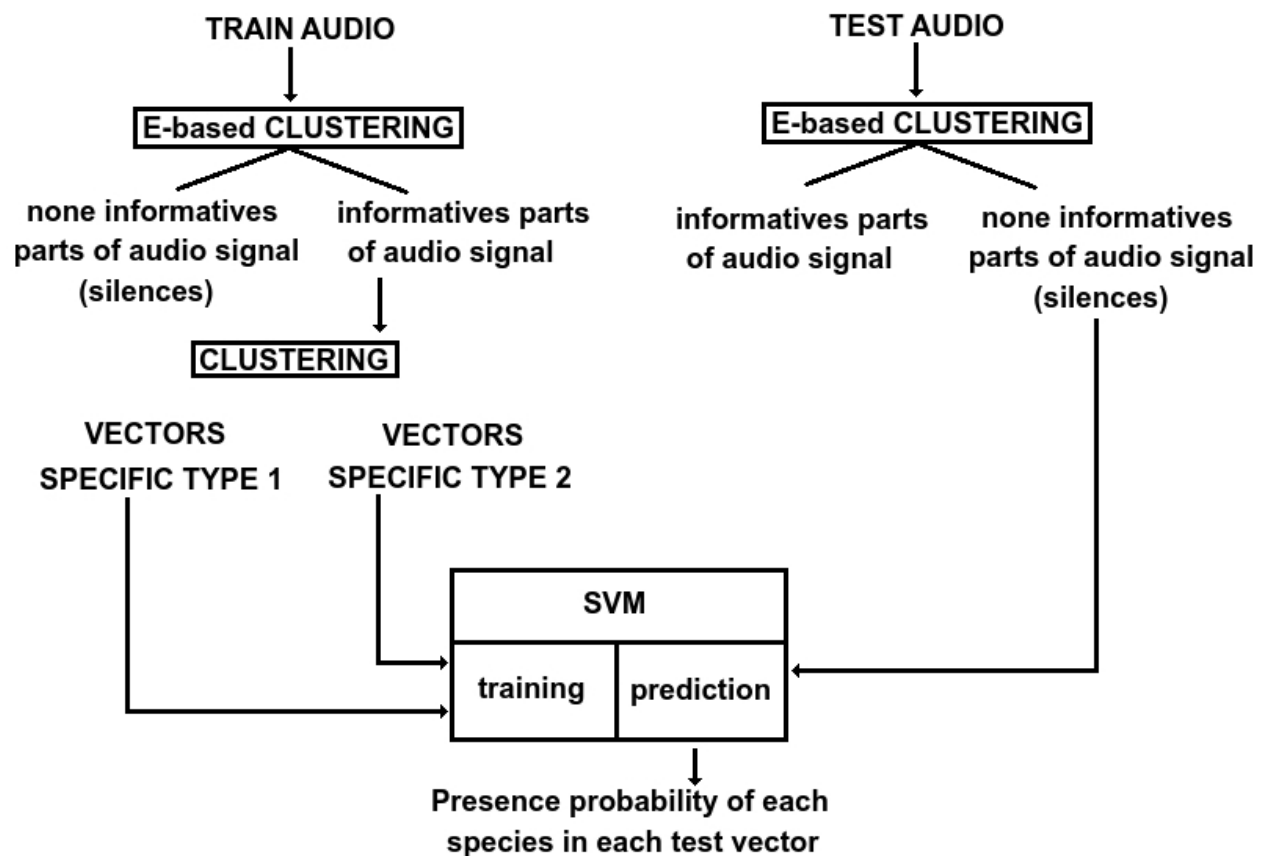 TRAIN AUDIO
E-based CLUSTERING
none informatives
parts of audio signal
(silences)
informatives parts
of audio signal
CLUSTERING
VECTORS
SPECIFIC TYPE 1
VECTORS
SPECIFIC TYPE 2
TEST AUDIO
E-based CLUSTERING
informatives parts
of audio signal
none informatives
parts of audio signal
(silences)
SVM
training
prediction
Presence probability of each
species in each test vector